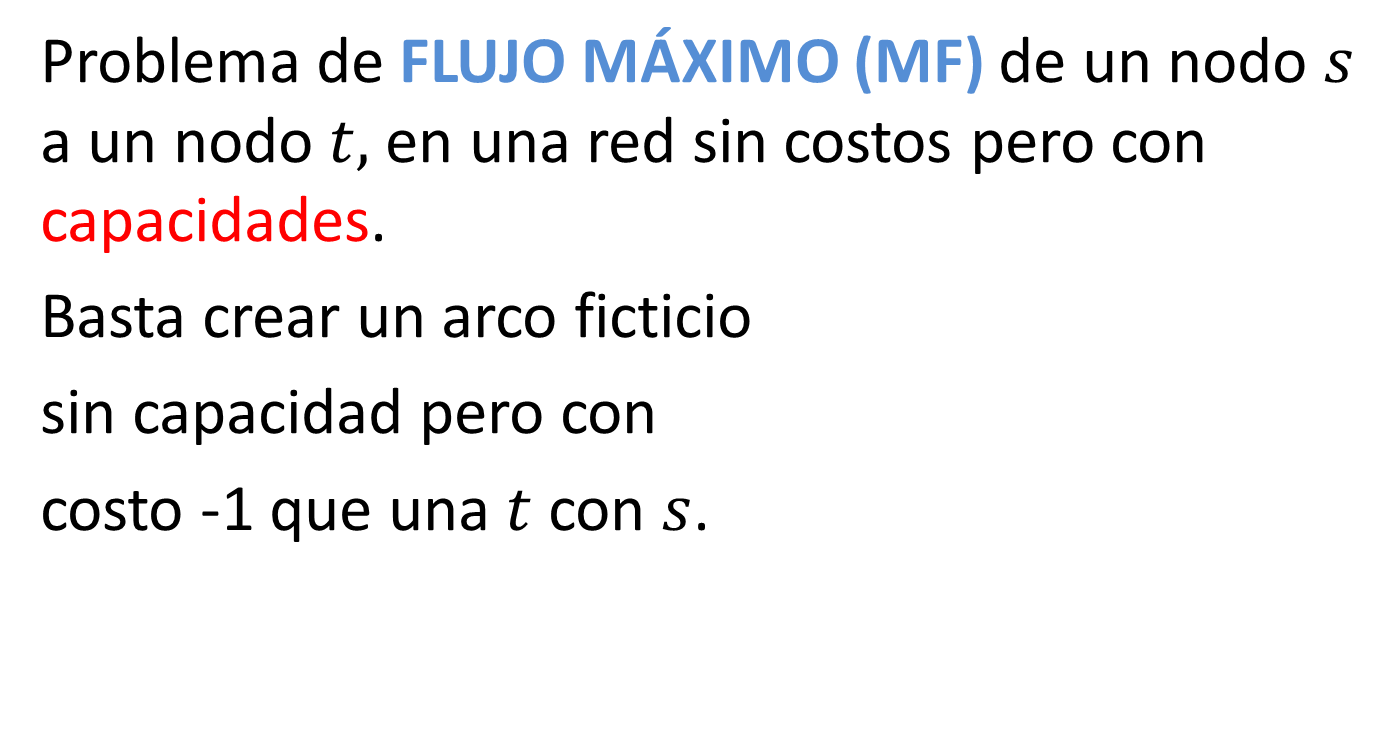 Problema de FLUJO MÁXIMO (MF) de un nodo s
a un nodo t, en una red sin costos pero con
capacidades.
Basta crear un arco ficticio
sin capacidad pero con
costo -1 que una t con s.